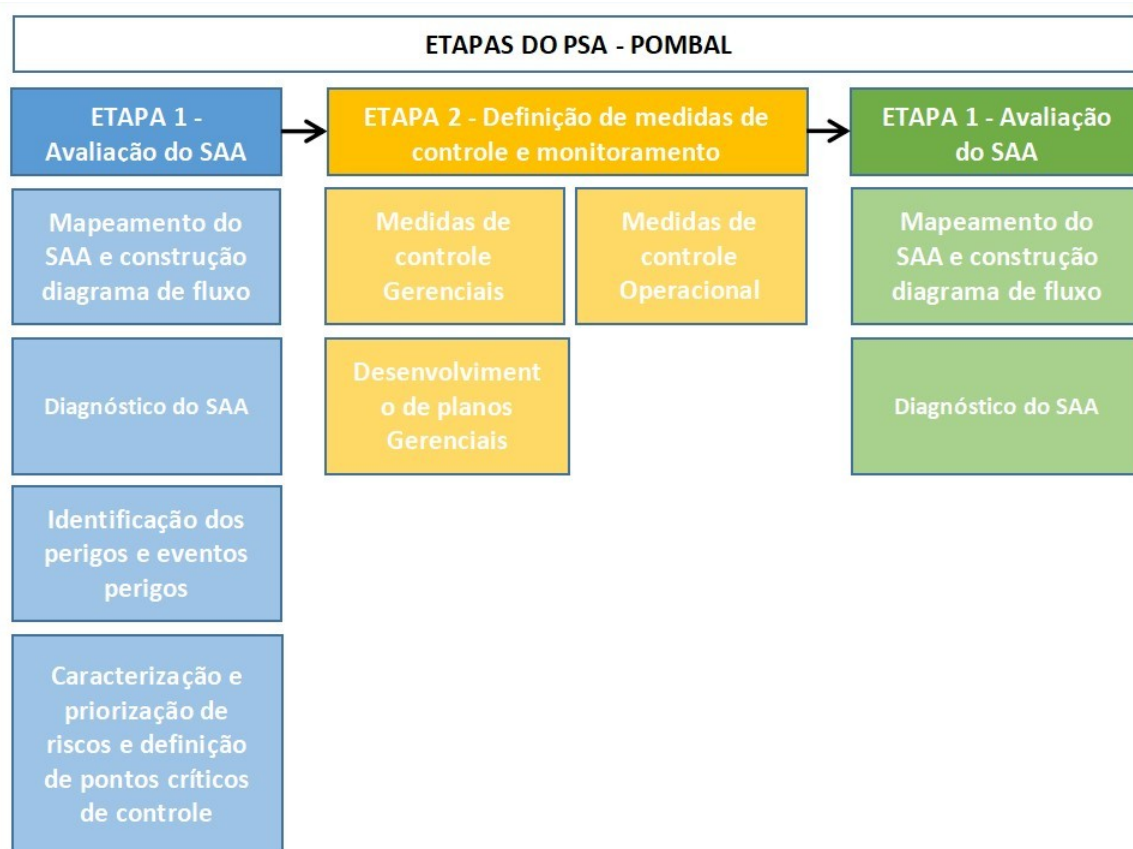 ETAPAS DO PSA - POMBAL
ETAPA 1 -
Avaliação do SAA
ETAPA 2 - Definição de medidas de
controle e monitoramento
ETAPA 1 - Avaliação
do SAA
Mapeamento do
SAA e construção
diagrama de fluxo
Medidas de
controle
Gerenciais
Medidas de
controle
Operacional
Mapeamento do
SAA e construção
diagrama de fluxo
Diagnóstico do SAA
Desenvolviment
o de planos
Gerenciais
Diagnóstico do SAA
Identificação dos
perigos e eventos
perigos
Caracterização e
priorização de
riscos e definição
de pontos críticos
de controle